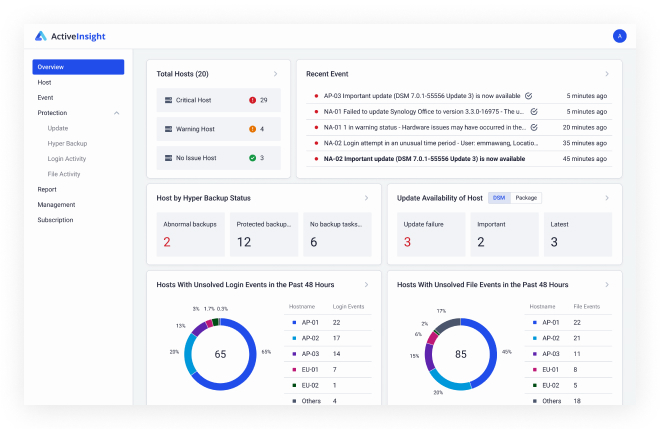 ActiveInsight
A
Overview
Host
Event
Protection
Update
Hyper Backup
Login Activity
File Activity
Report
Management
Subscription
Total Hosts (20)
Critical Host 29
Warning Host 4
No Issue Host 3
Recent Event
AP-03 Important update (DSM 7.0.1-55556 Update 3) is now available 5 minutes ago
NA-01 Failed to update Synology Office to version 3.3.0-16975 - The u... 5 minutes ago
NA-01 1 in warning status - Hardware issues may have occurred in the... 20 minutes ago
NA-02 Login attempt in an unusual time period - User: emmawang, Locatio... 35 minutes ago
NA-02 Important update (DSM 7.0.1-55556 Update 3) is now available 45 minutes ago
Host by Hyper Backup Status
Abnormal backups
2
Protected backup...
12
No backup tasks...
6
Update Availability of Host DSM Package
Update failure
3
Important
2
Latest
3
Hosts With Unsolved Login Events in the Past 48 Hours
3% 1.7% 0.3%
13%
20%
65
Hostname Login Events
AP-01 22
AP-02 17
AP-03 14
EU-01 7
EU-02 1
Others 4
Hosts With Unsolved File Events in the Past 48 Hours
17%
2%
6%
15%
20%
45%
85
Hostname File Events
AP-01 22
AP-02 21
AP-03 11
EU-01 8
EU-02 5
Others 18